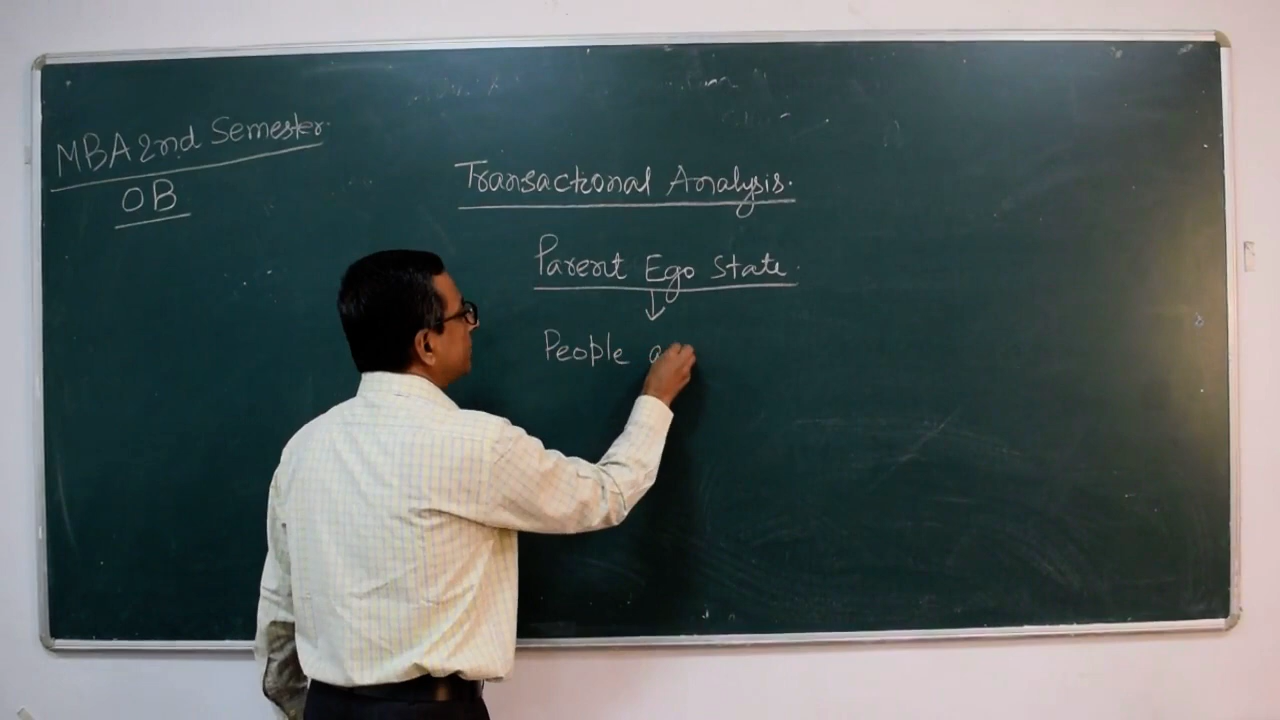 MBA 2nd Semester.
OB
Transactional Analysis.
Parent Ego State.
People a